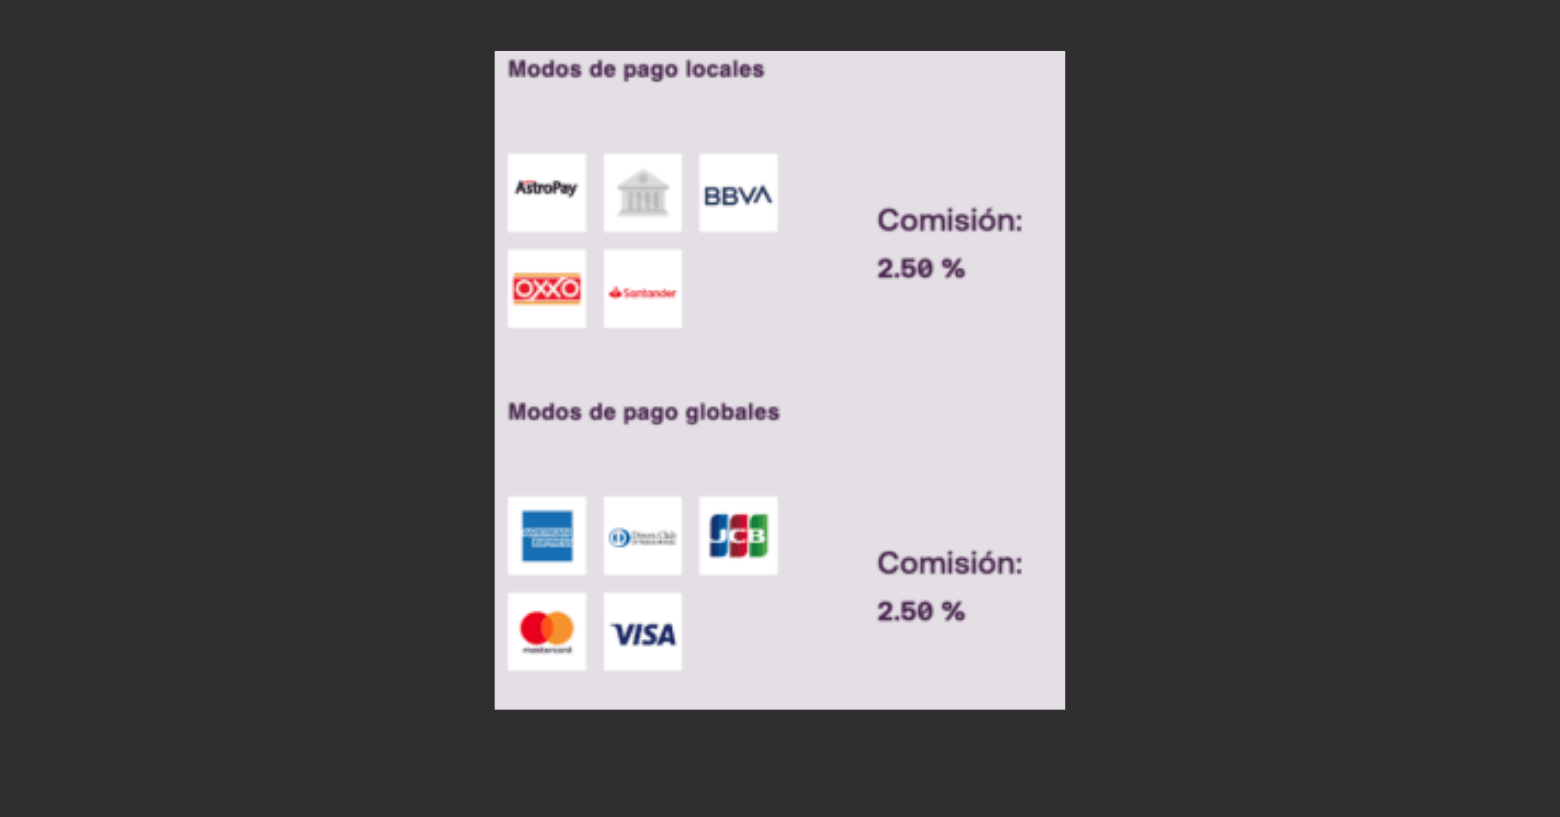 Modos de pago locales
AstroPay
BBVA
OXXO
Santander
Comisión:
2.50 %
Modos de pago globales
AMERICAN
EXPRESS
Diners Club
JCB
mastercard
VISA
Comisión:
2.50 %